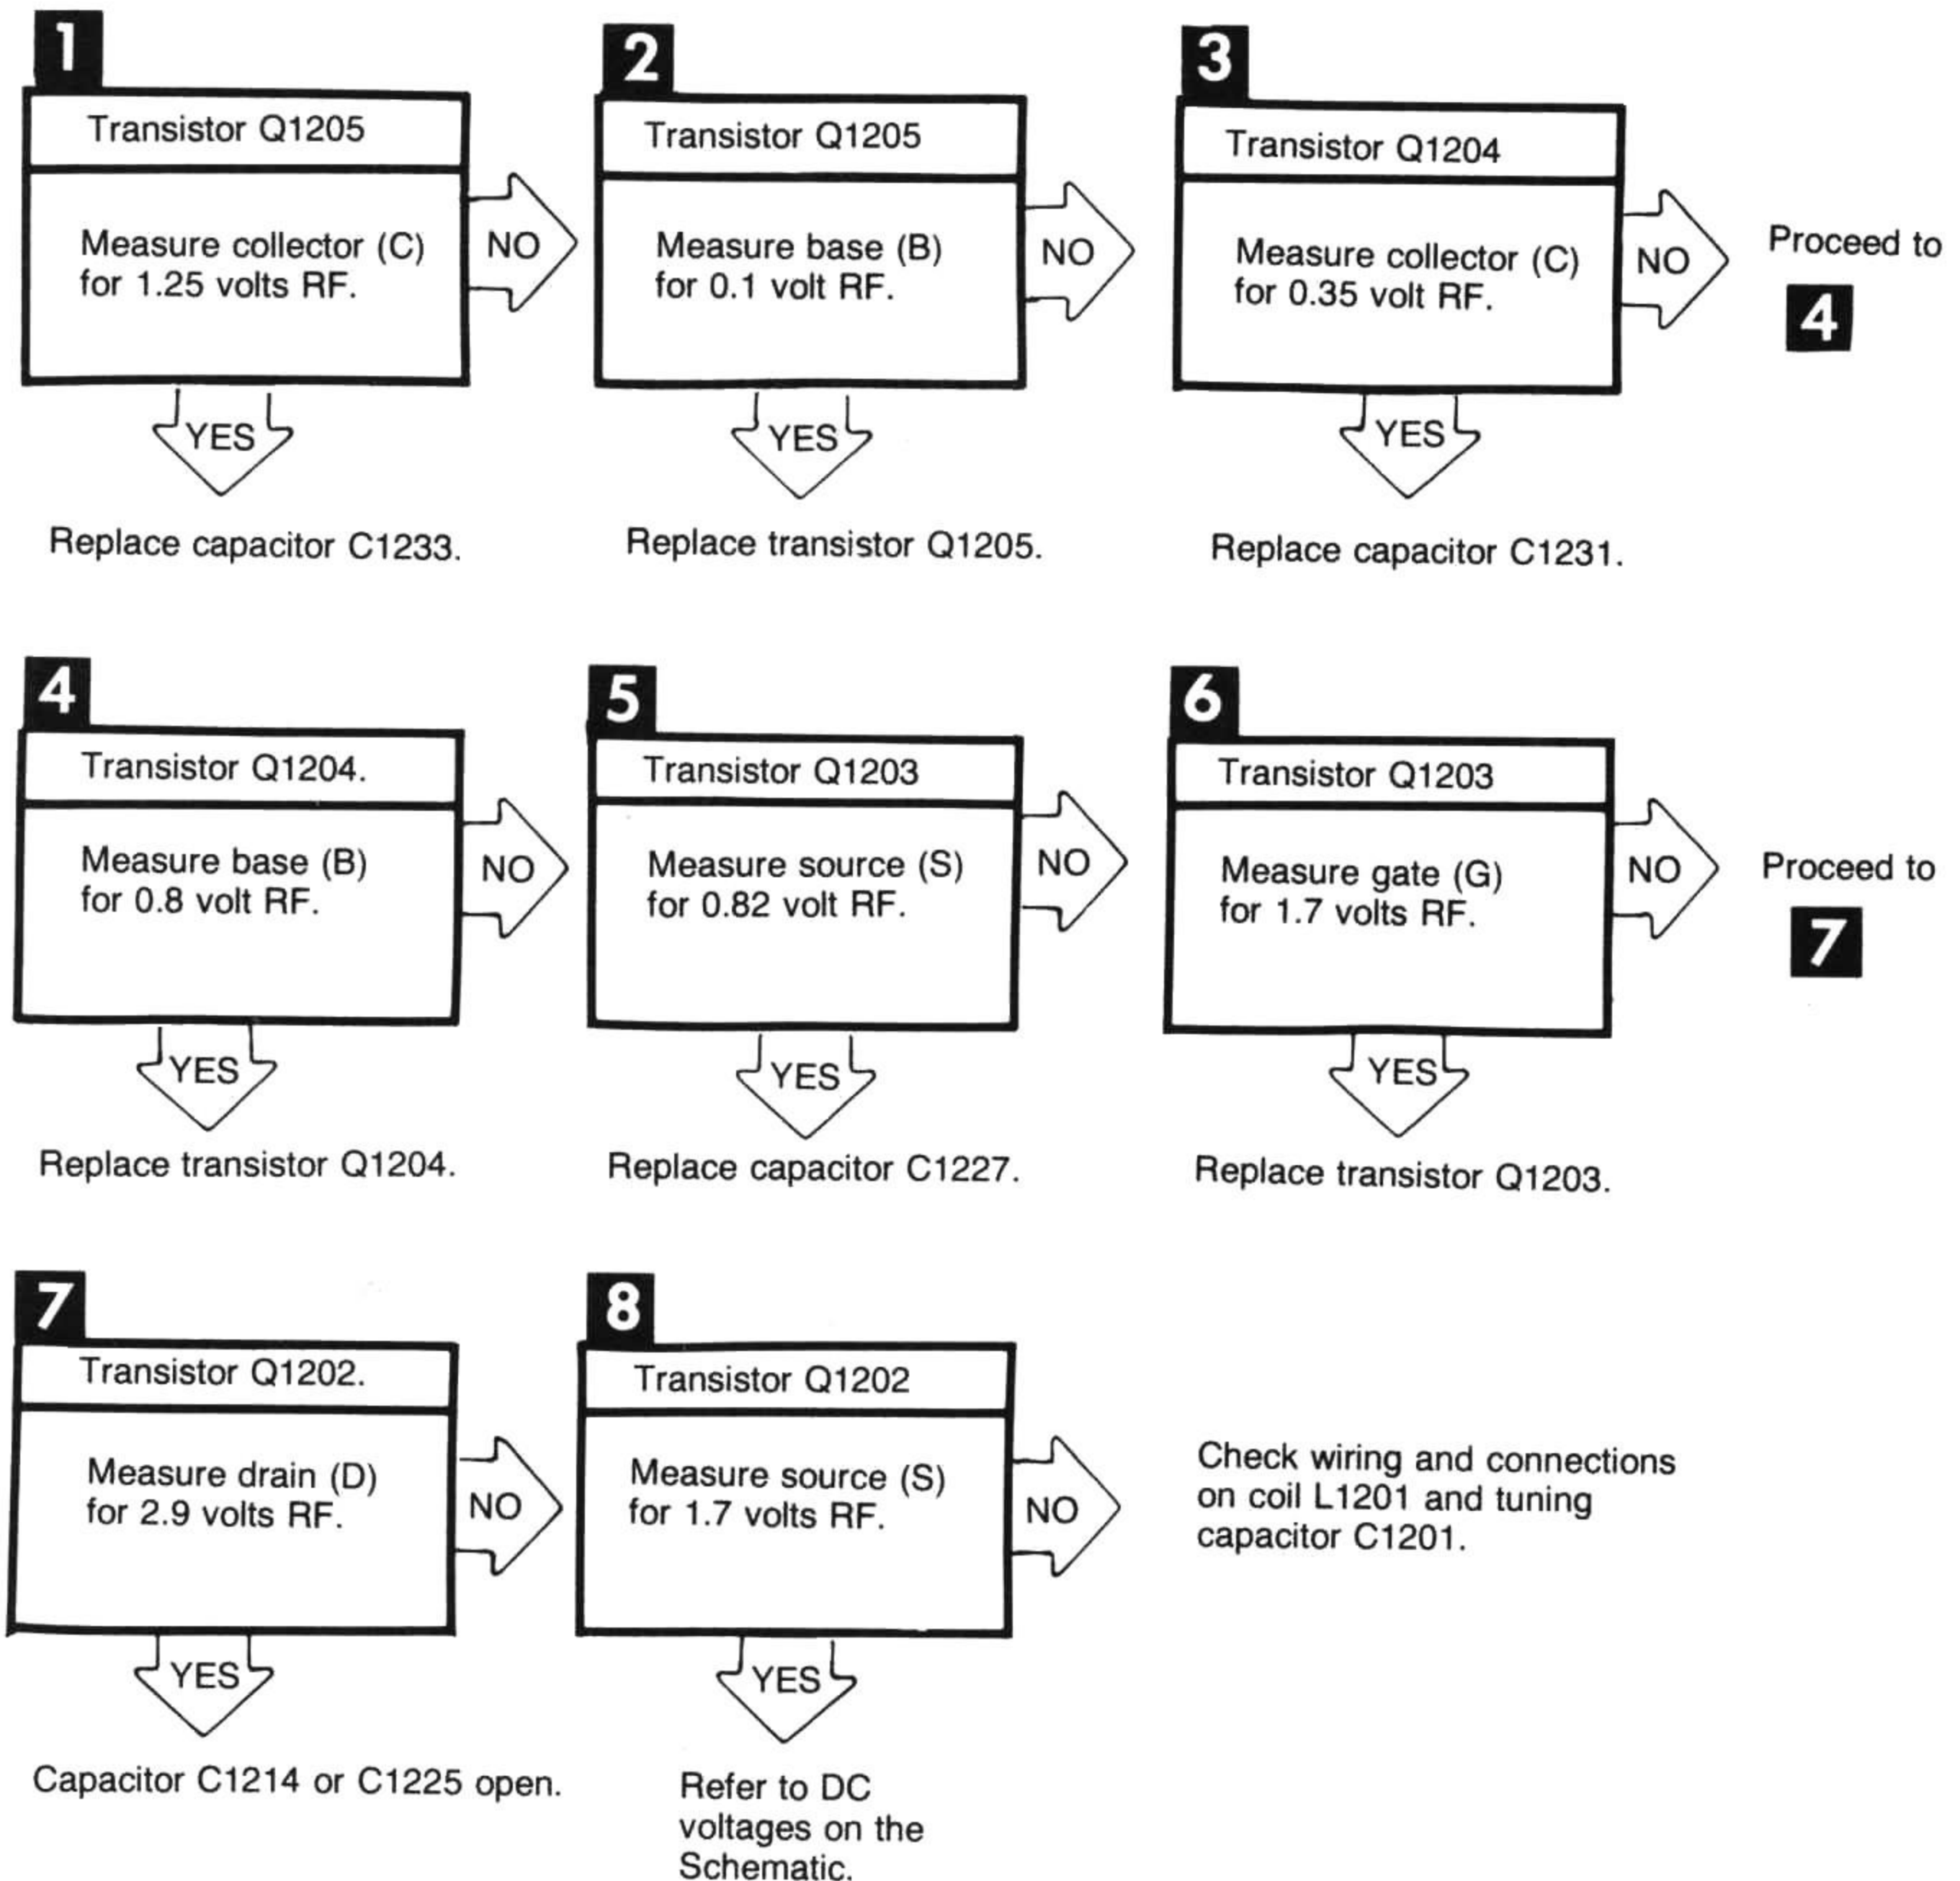 1
Transistor Q1205
Measure collector (C)
for 1.25 volts RF.
NO
YES
Replace capacitor C1233.
2
Transistor Q1205
Measure base (B)
for 0.1 volt RF.
NO
YES
Replace transistor Q1205.
3
Transistor Q1204
Measure collector (C)
for 0.35 volt RF.
NO
Proceed to
4
YES
Replace capacitor C1231.
4
Transistor Q1204.
Measure base (B)
for 0.8 volt RF.
NO
YES
Replace transistor Q1204.
5
Transistor Q1203
Measure source (S)
for 0.82 volt RF.
NO
YES
Replace capacitor C1227.
6
Transistor Q1203
Measure gate (G)
for 1.7 volts RF.
NO
Proceed to
7
YES
Replace transistor Q1203.
7
Transistor Q1202.
Measure drain (D)
for 2.9 volts RF.
NO
YES
Capacitor C1214 or C1225 open.
8
Transistor Q1202
Measure source (S)
for 1.7 volts RF.
NO
Check wiring and connections
on coil L1201 and tuning
capacitor C1201.
YES
Refer to DC
voltages on the
Schematic.